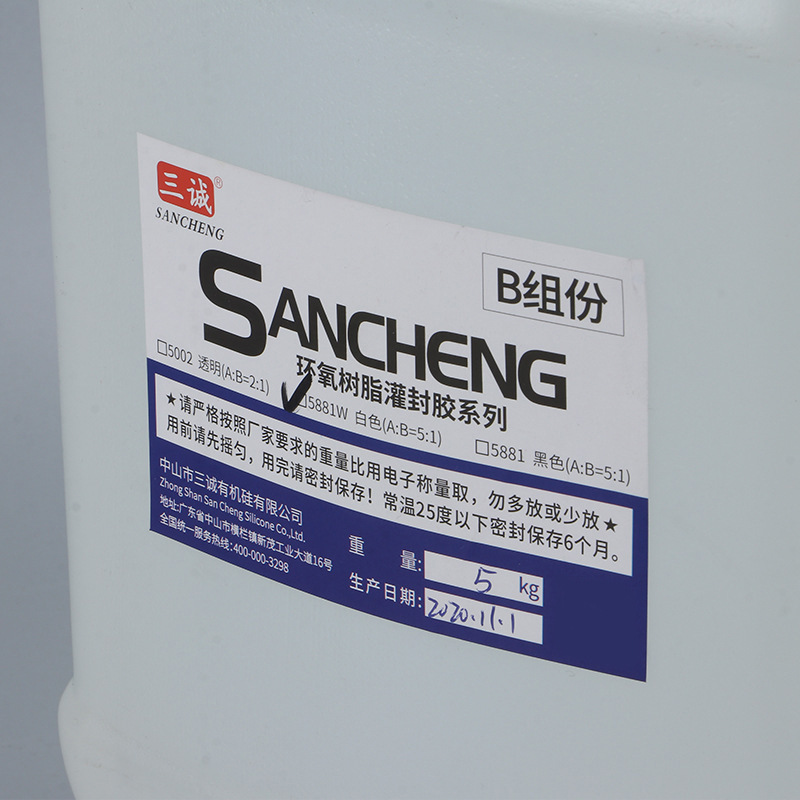 三诚®
SANCHENG
B组份
SANCHENG
环氧树脂灌封胶系列
□5002 透明(A:B=2:1) ✓□5881W 白色(A:B=5:1) □5881 黑色(A:B=5:1)
★请严格按照厂家要求的重量比用电子称量取，勿多放或少放★
用前请先摇匀，用完请密封保存！常温25度以下密封保存6个月。
中山市三诚有机硅有限公司
Zhong Shan San Cheng Silicone Co.,Ltd.
地址:广东省中山市横栏镇新茂工业大道16号
全国统一服务热线:400-000-3298
重 量: 5 kg
生产日期: 2020.11.1